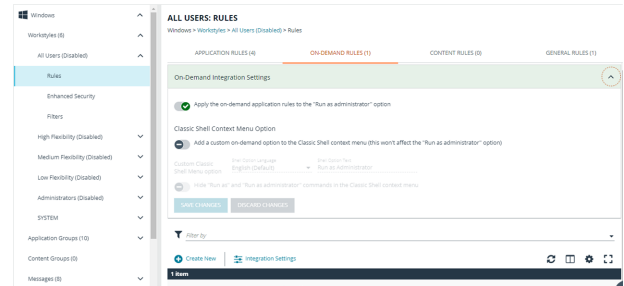 Windows
Workstyles (6)
All Users (Disabled)
Rules
Enhanced Security
Filters
High Flexibility (Disabled)
Medium Flexibility (Disabled)
Low Flexibility (Disabled)
Administrators (Disabled)
SYSTEM
Application Groups (10)
Content Groups (0)
Messages (8)
ALL USERS: RULES
Windows > Workstyles > All Users (Disabled) > Rules
APPLICATION RULES (4) ON-DEMAND RULES (1) CONTENT RULES (0) GENERAL RULES (1)
On-Demand Integration Settings
Apply the on-demand application rules to the "Run as administrator" option
Classic Shell Context Menu Option
Add a custom on-demand option to the Classic Shell context menu (this won't affect the "Run as administrator" option)
Custom Classic
Shell Menu option
Shell Option Language
English (Default)
Shell Option Text
Run as Administrator
Hide "Run as" and "Run as administrator" commands in the Classic Shell context menu
SAVE CHANGES DISCARD CHANGES
Filter by
Create New Integration Settings
1 item